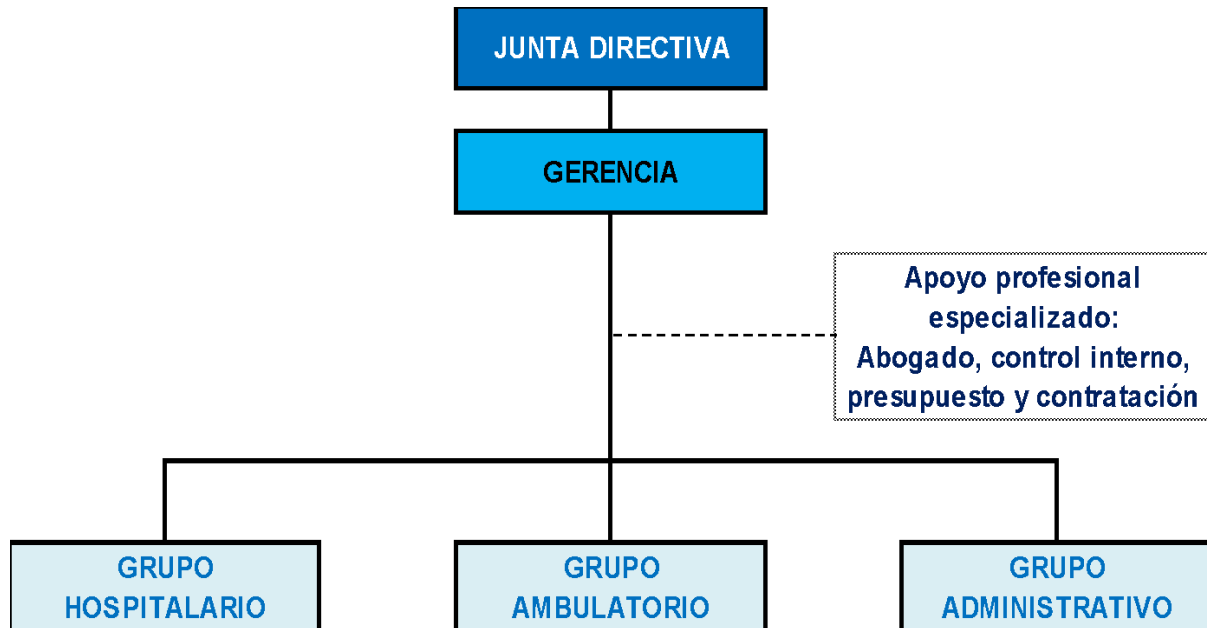 JUNTA DIRECTIVA
GERENCIA
Apoyo profesional
especializado:
Abogado, control interno,
presupuesto y contratación
GRUPO
HOSPITALARIO
GRUPO
AMBULATORIO
GRUPO
ADMINISTRATIVO